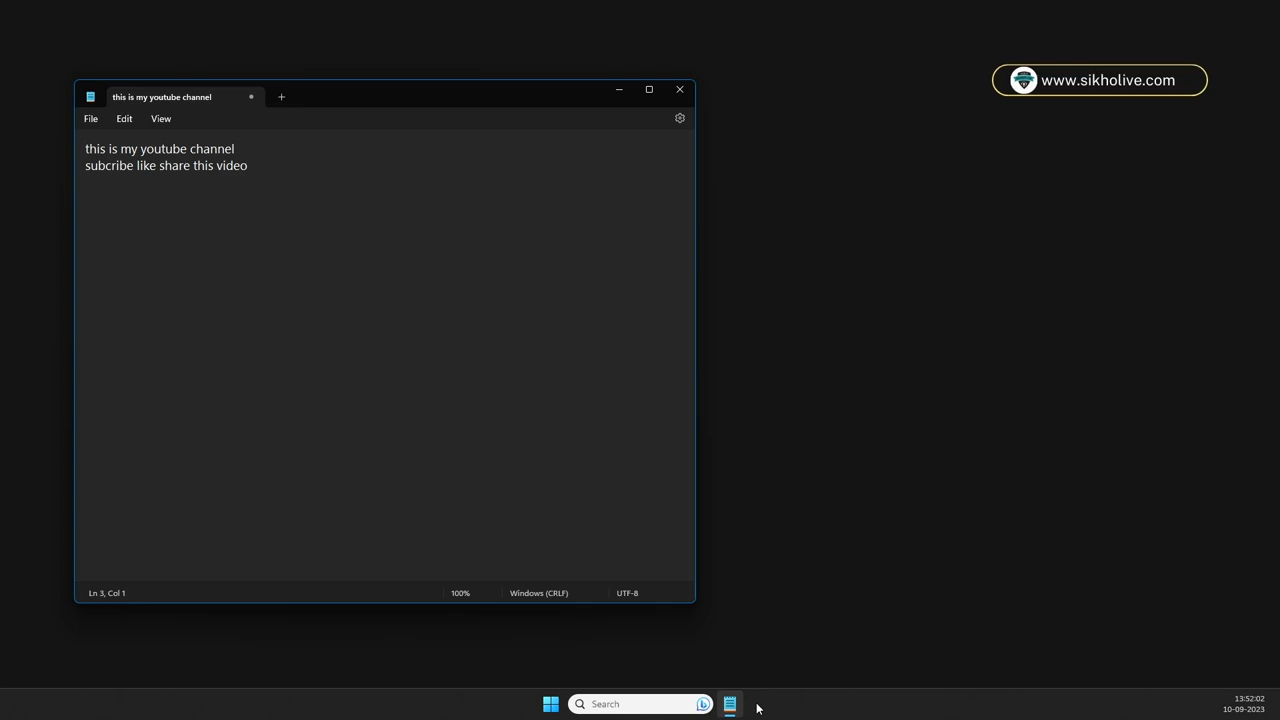 www.sikholive.com
this is my youtube channel
File Edit View
this is my youtube channel
subcribe like share this video
Ln 3, Col 1 100% Windows (CRLF) UTF-8
Search
13:52:02
10-09-2023